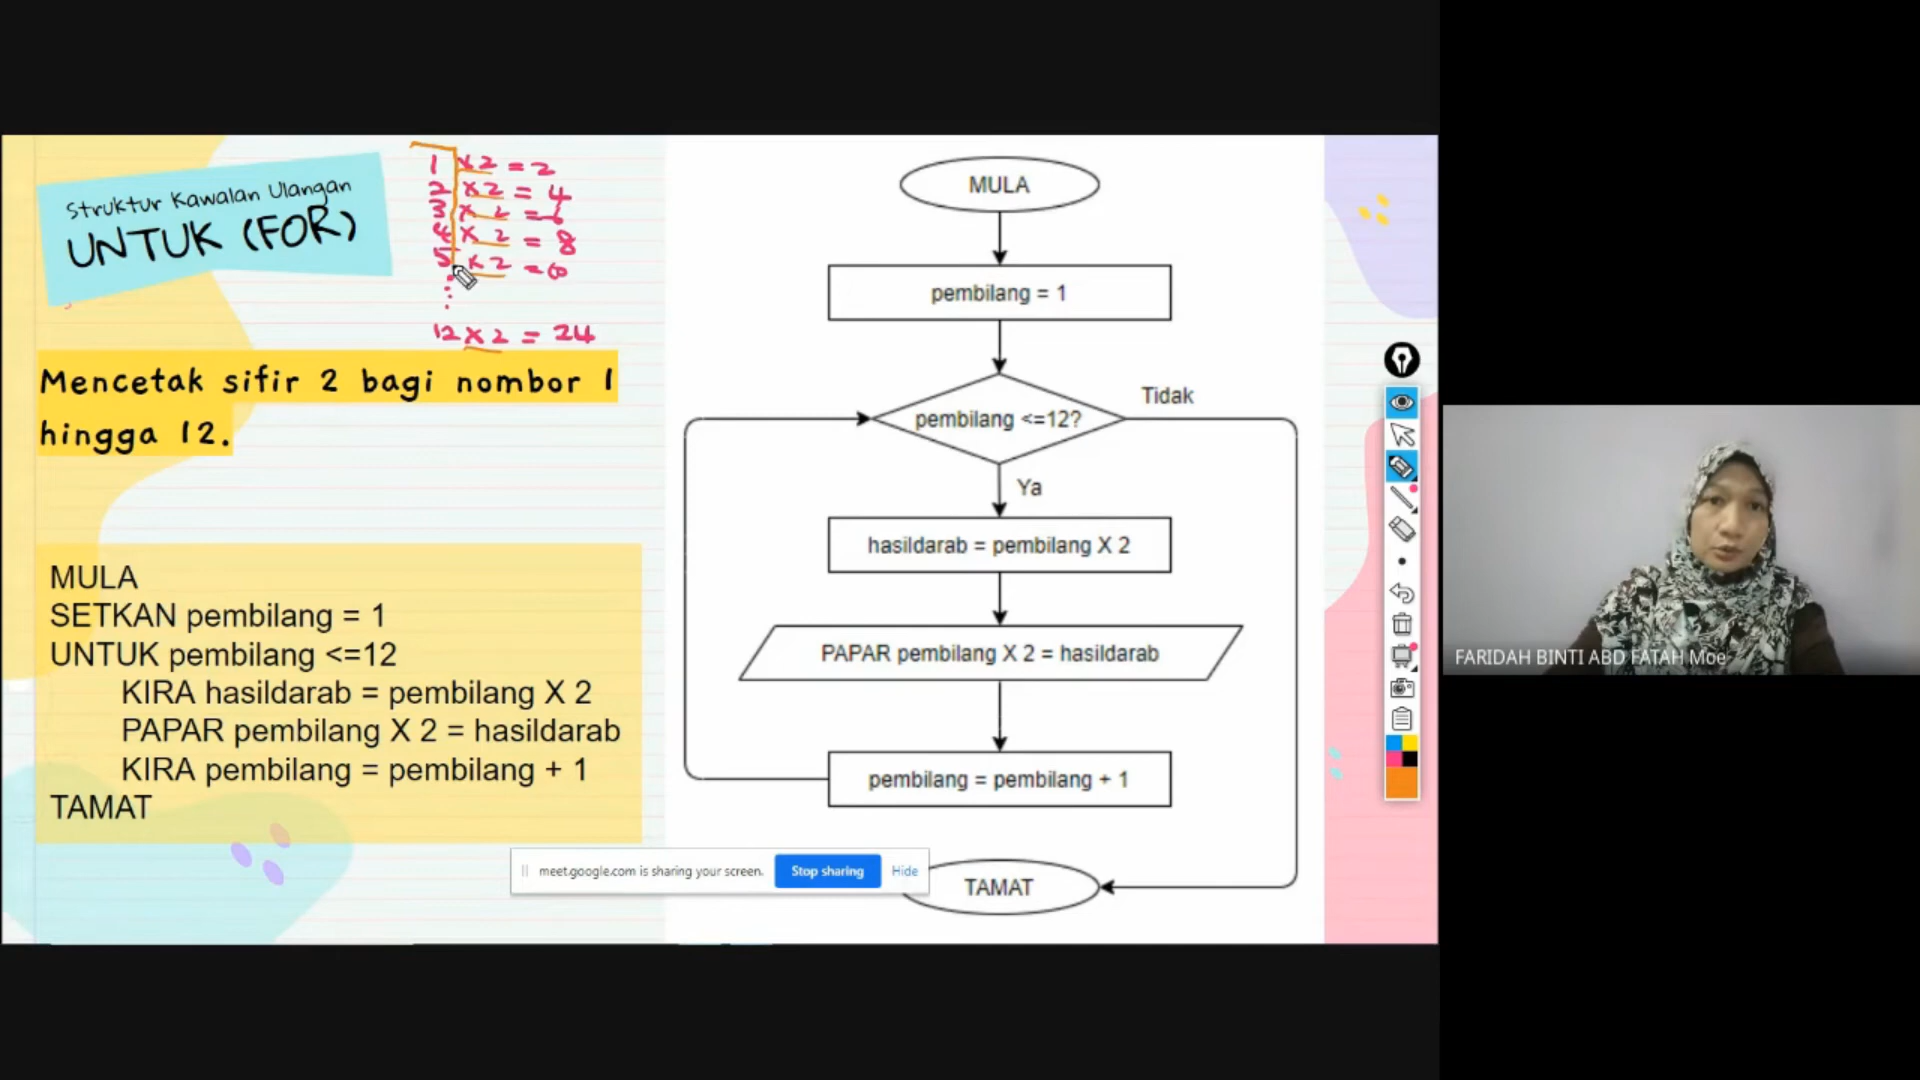 Struktur Kawalan Ulangan
UNTUK (FOR)
1 x 2 = 2
2 x 2 = 4
3 x 2 = 6
4 x 2 = 8
5 x 2 = 10
12 x 2 = 24
Mencetak sifir 2 bagi nombor 1
hingga 12.
MULA
SETKAN pembilang = 1
UNTUK pembilang <=12
KIRA hasildarab = pembilang X 2
PAPAR pembilang X 2 = hasildarab
KIRA pembilang = pembilang + 1
TAMAT
MULA
pembilang = 1
pembilang <=12?
Tidak
Ya
hasildarab = pembilang X 2
PAPAR pembilang X 2 = hasildarab
pembilang = pembilang + 1
TAMAT
meet.google.com is sharing your screen.
Stop sharing
Hide
FARIDAH BINTI ABD FATAH Moe